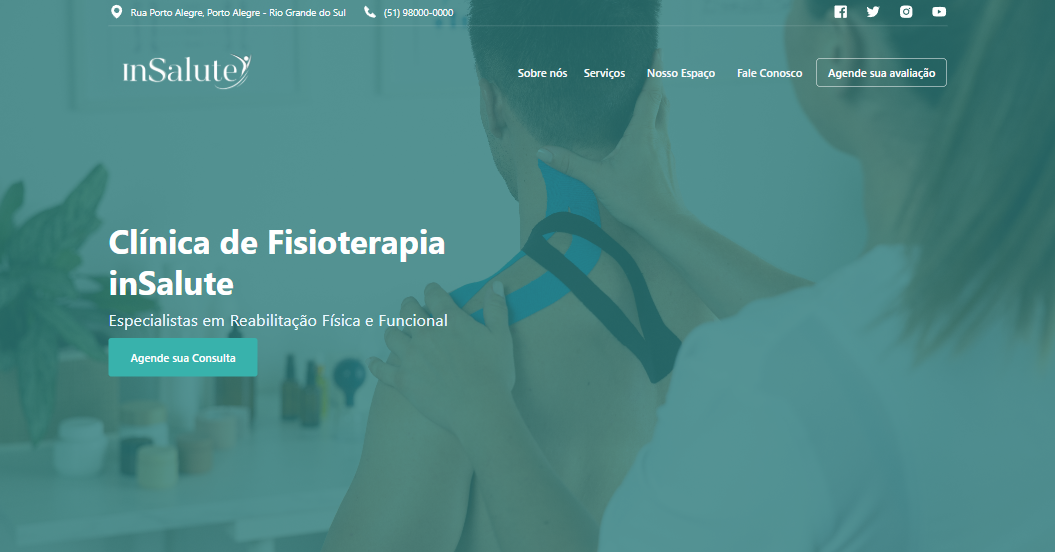 Rua Porto Alegre, Porto Alegre - Rio Grande do Sul (51) 98000-0000
inSalute
Sobre nós Serviços Nosso Espaço Fale Conosco Agende sua avaliação
Clínica de Fisioterapia
inSalute
Especialistas em Reabilitação Física e Funcional
Agende sua Consulta